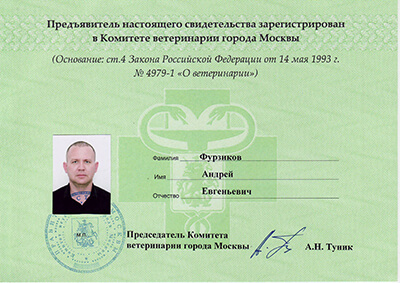 Предъявитель настоящего свидетельства зарегистрирован
в Комитете ветеринарии города Москвы
(Основание: ст.4 Закона Российской Федерации от 14 мая 1993 г.
№ 4979-1 «О ветеринарии»)
Фамилия Фурзиков
Имя Андрей
Отчество Евгеньевич
М.П.
Председатель Комитета
ветеринарии города Москвы А.Н. Туник